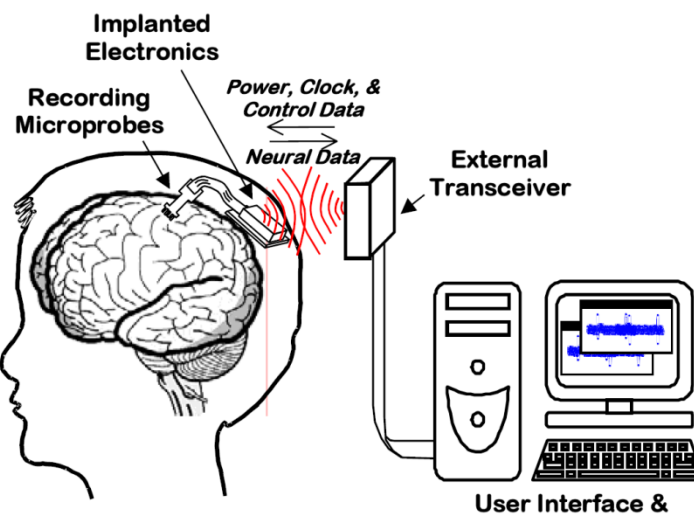 Implanted
Electronics
Power, Clock, &
Control Data
Recording
Microprobes
Neural Data
External
Transceiver
User Interface &